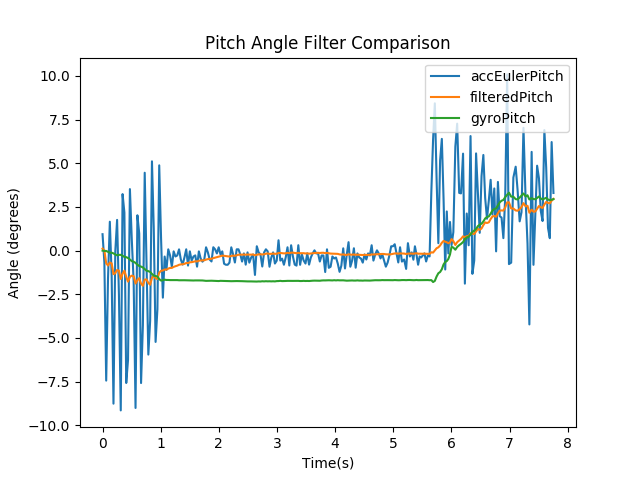 Pitch Angle Filter Comparison
accEulerPitch
filteredPitch
gyroPitch
10.0
7.5
5.0
2.5
0.0
−2.5
−5.0
−7.5
−10.0
Angle (degrees)
0 1 2 3 4 5 6 7 8
Time(s)